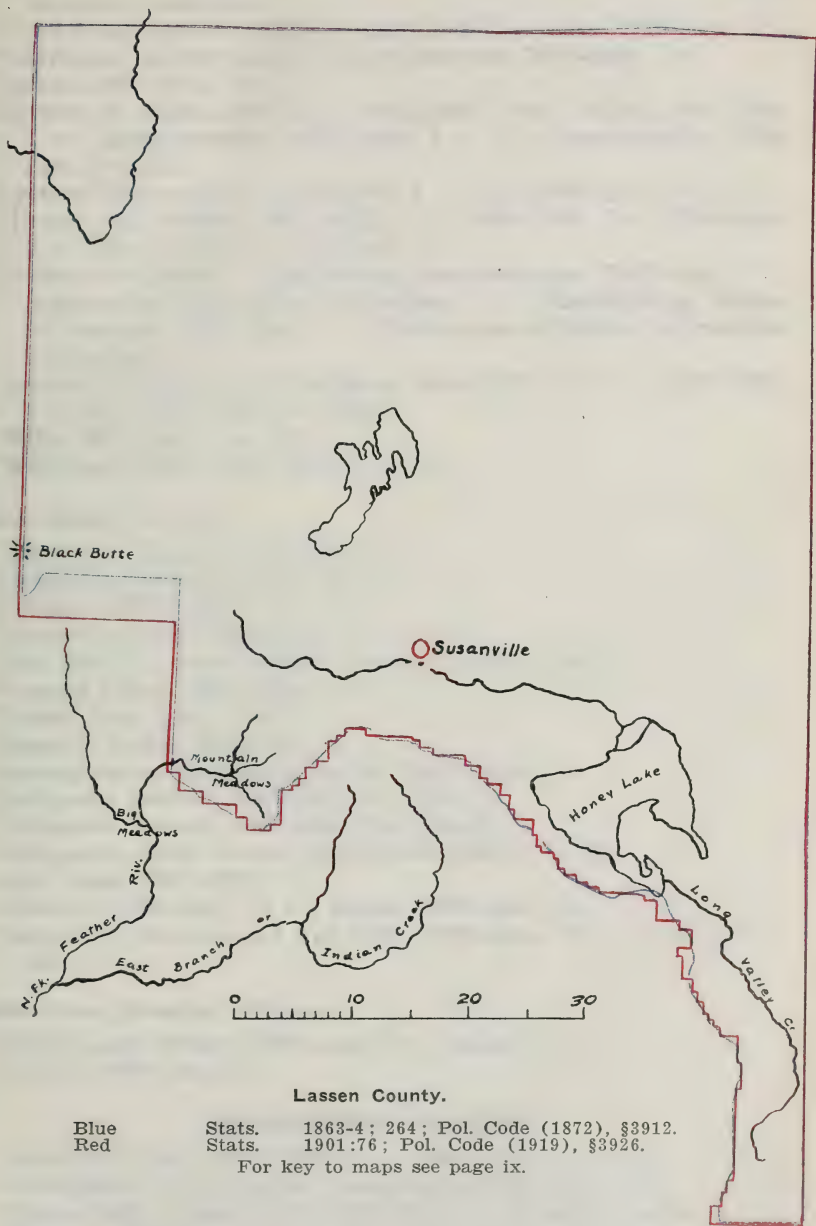 Black Butte
Susanville
Mountain
Meadows
Honey Lake
Big
Meadows
Riv.
Feather
N. Fk.
East Branch or Indian Creek
Long
Valley Cr.
0 10 20 30
Lassen County.
Blue Stats. 1863-4; 264; Pol. Code (1872), §3912.
Red Stats. 1901:76; Pol. Code (1919), §3926.
For key to maps see page ix.